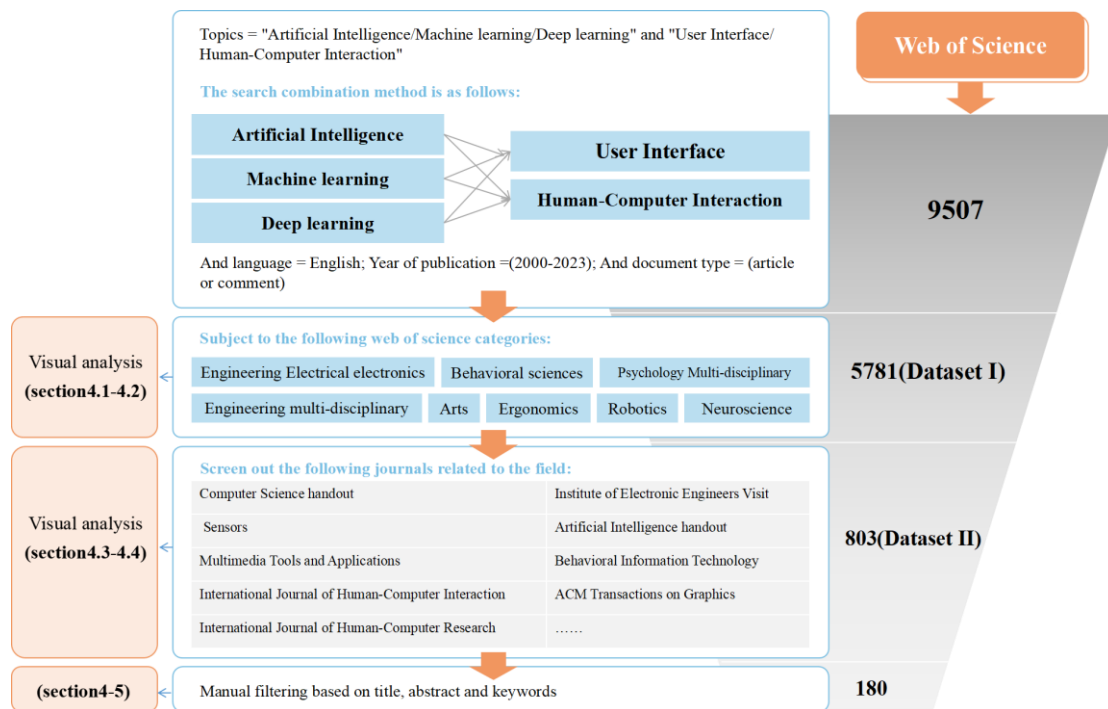 Topics = "Artificial Intelligence/Machine learning/Deep learning" and "User Interface/
Human-Computer Interaction"
The search combination method is as follows:
Artificial Intelligence
Machine learning
Deep learning
User Interface
Human-Computer Interaction
And language = English; Year of publication =(2000-2023); And document type = (article
or comment)
Web of Science
9507
Visual analysis
(section4.1-4.2)
Subject to the following web of science categories:
Engineering Electrical electronics
Behavioral sciences
Psychology Multi-disciplinary
Engineering multi-disciplinary
Arts
Ergonomics
Robotics
Neuroscience
5781(Dataset I)
Visual analysis
(section4.3-4.4)
Screen out the following journals related to the field:
Computer Science handout
Institute of Electronic Engineers Visit
Sensors
Artificial Intelligence handout
Multimedia Tools and Applications
Behavioral Information Technology
International Journal of Human-Computer Interaction
ACM Transactions on Graphics
International Journal of Human-Computer Research
……
803(Dataset II)
(section4-5)
Manual filtering based on title, abstract and keywords
180